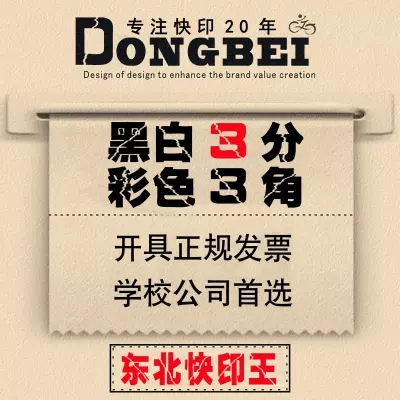 专注快印20年
DONGBEI
Design of design to enhance the brand value creation
黑白3分
彩色3角
开具正规发票
学校公司首选
东北快印王